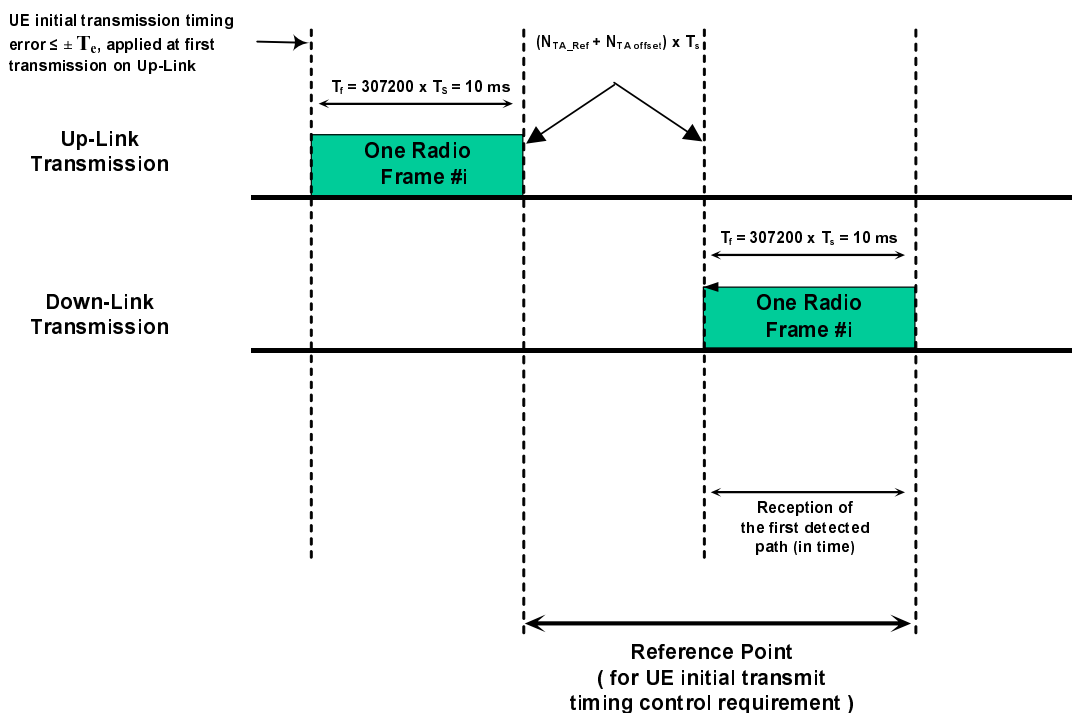 UE initial transmission timing
error ≤ ± Te, applied at first
transmission on Up-Link
(NTA_Ref + NTA offset) x Ts
Tf = 307200 x TS = 10 ms
Up-Link
Transmission
One Radio
Frame #i
Tf = 307200 x Ts = 10 ms
Down-Link
Transmission
One Radio
Frame #i
Reception of
the first detected
path (in time)
Reference Point
( for UE initial transmit
timing control requirement )